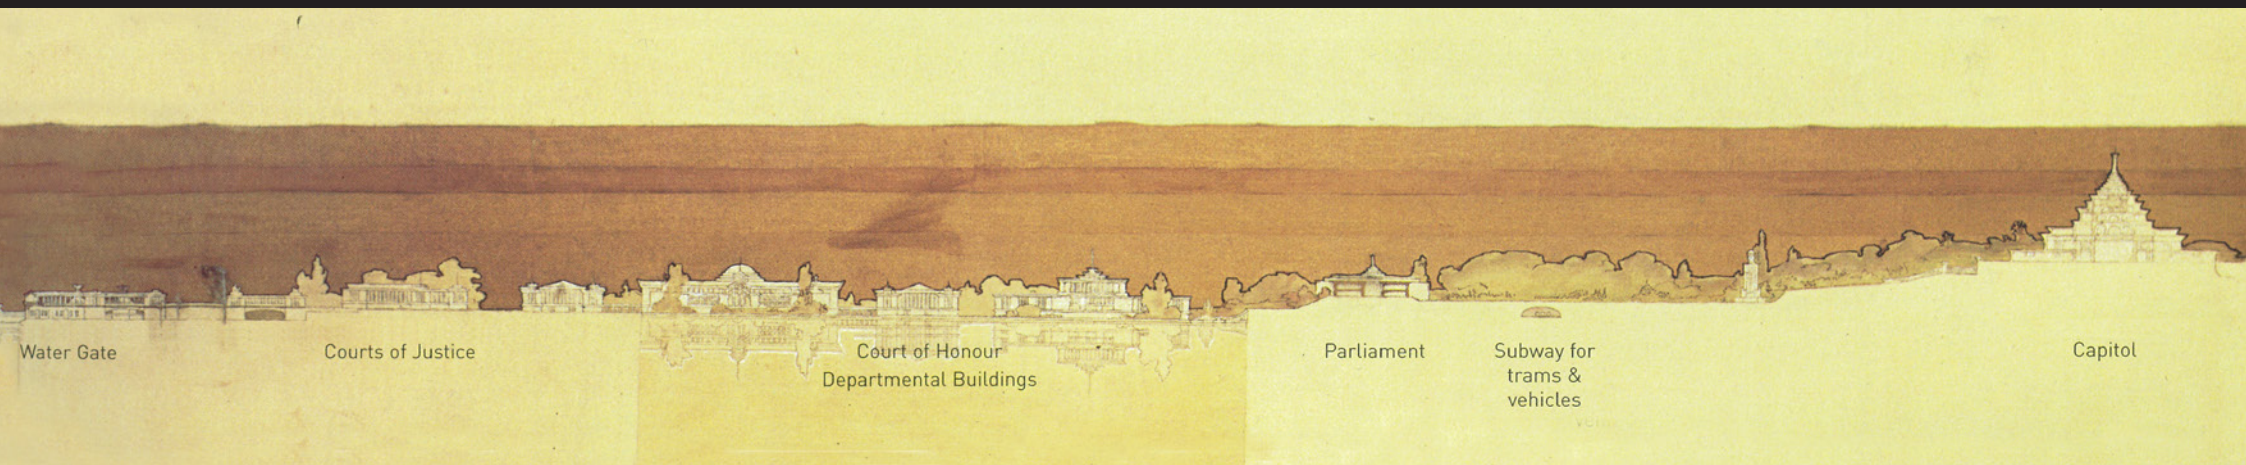 Water Gate
Courts of Justice
Court of Honour
Departmental Buildings
Parliament
Subway for
trams &
vehicles
Capitol